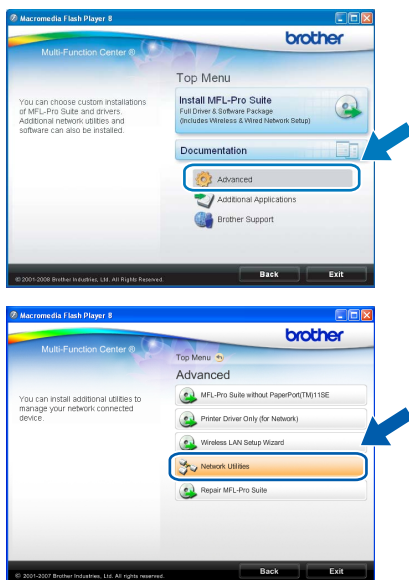 Macromedia Flash Player 8
brother
Multi-Function Center ®
Top Menu
You can choose custom installations
of MFL-Pro Suite and drivers.
Additional network utilities and
software can also be installed.
Install MFL-Pro Suite
Full Driver & Software Package
(Includes Wireless & Wired Network Setup)
Documentation
Advanced
Additional Applications
Brother Support
© 2001-2008 Brother Industries, Ltd. All Rights Reserved.
Back
Exit
Macromedia Flash Player 8
brother
Multi-Function Center ®
Top Menu
Advanced
You can install additional utilities to
manage your network connected
device.
MFL-Pro Suite without PaperPort(TM)11SE
Printer Driver Only (for Network)
Wireless LAN Setup Wizard
Network Utilities
Repair MFL-Pro Suite
© 2001-2007 Brother Industries, Ltd. All rights reserved.
Back
Exit